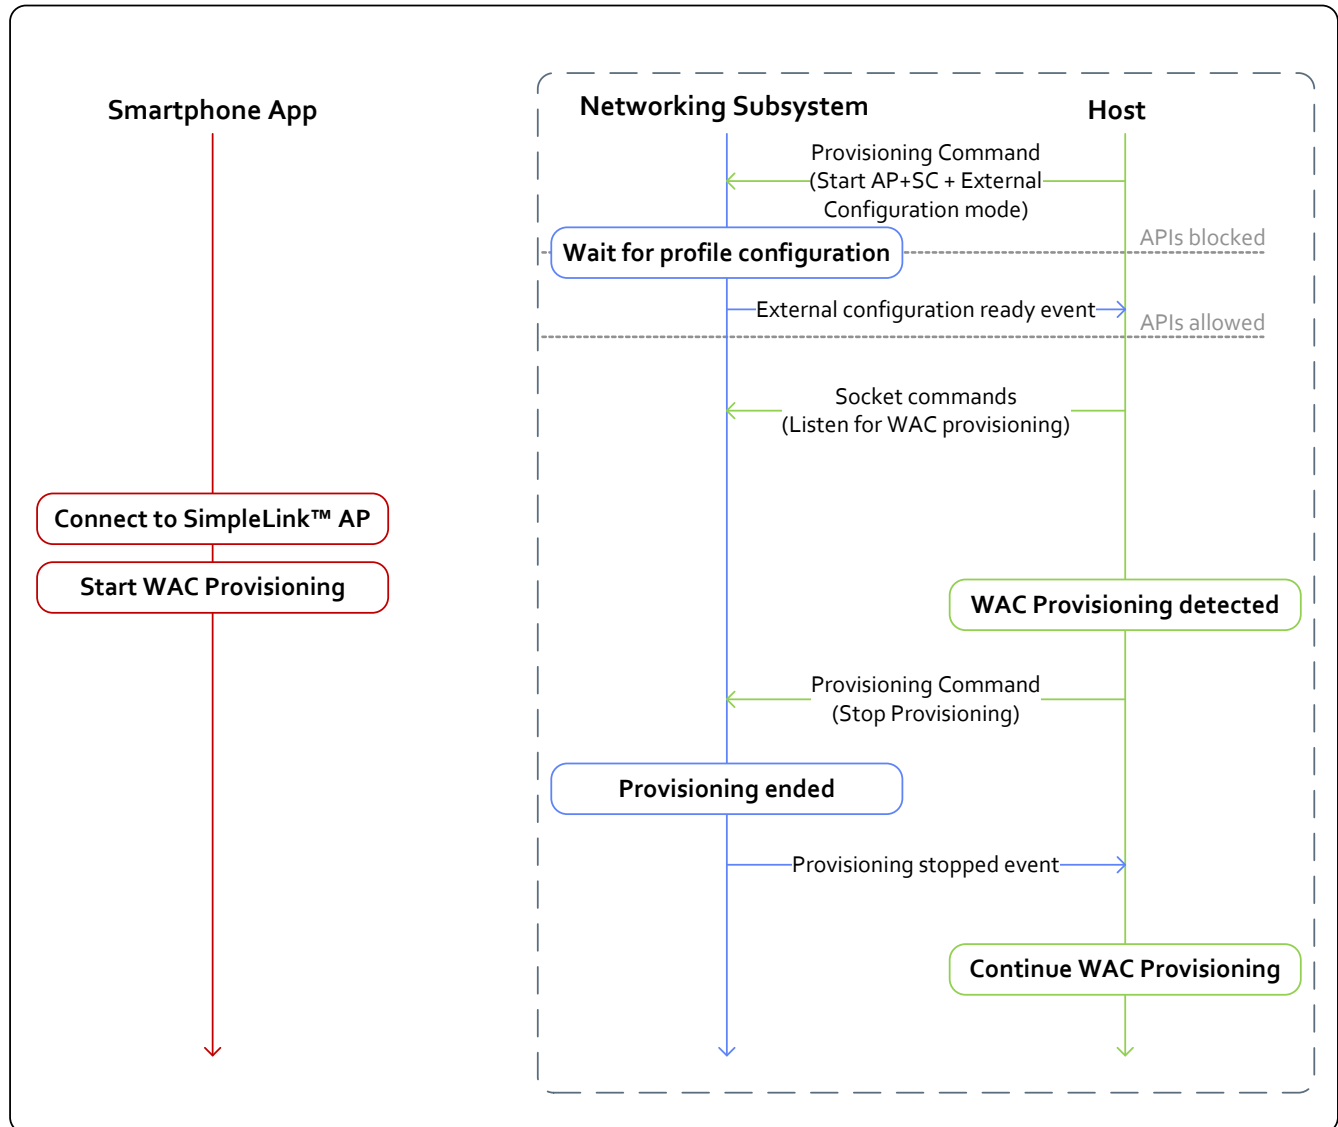 Smartphone App
Networking Subsystem
Host
Provisioning Command
(Start AP+SC + External
Configuration mode)
APIs blocked
Wait for profile configuration
External configuration ready event
APIs allowed
Socket commands
(Listen for WAC provisioning)
Connect to SimpleLink™ AP
Start WAC Provisioning
WAC Provisioning detected
Provisioning Command
(Stop Provisioning)
Provisioning ended
Provisioning stopped event
Continue WAC Provisioning